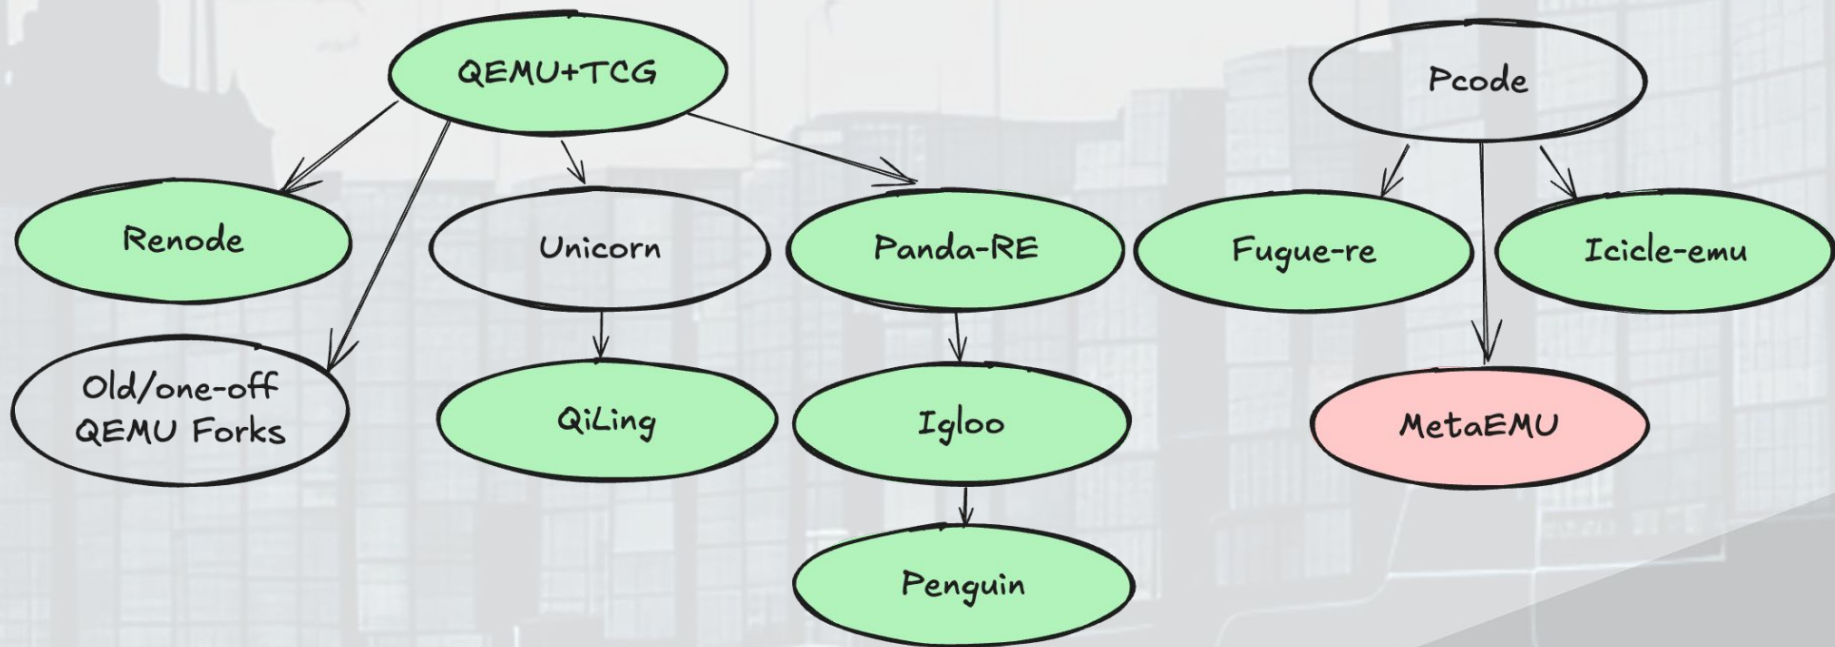 QEMU+TCG
Pcode
Renode
Unicorn
Panda-RE
Fugue-re
Icicle-emu
Old/one-off
QEMU Forks
QiLing
Igloo
MetaEMU
Penguin